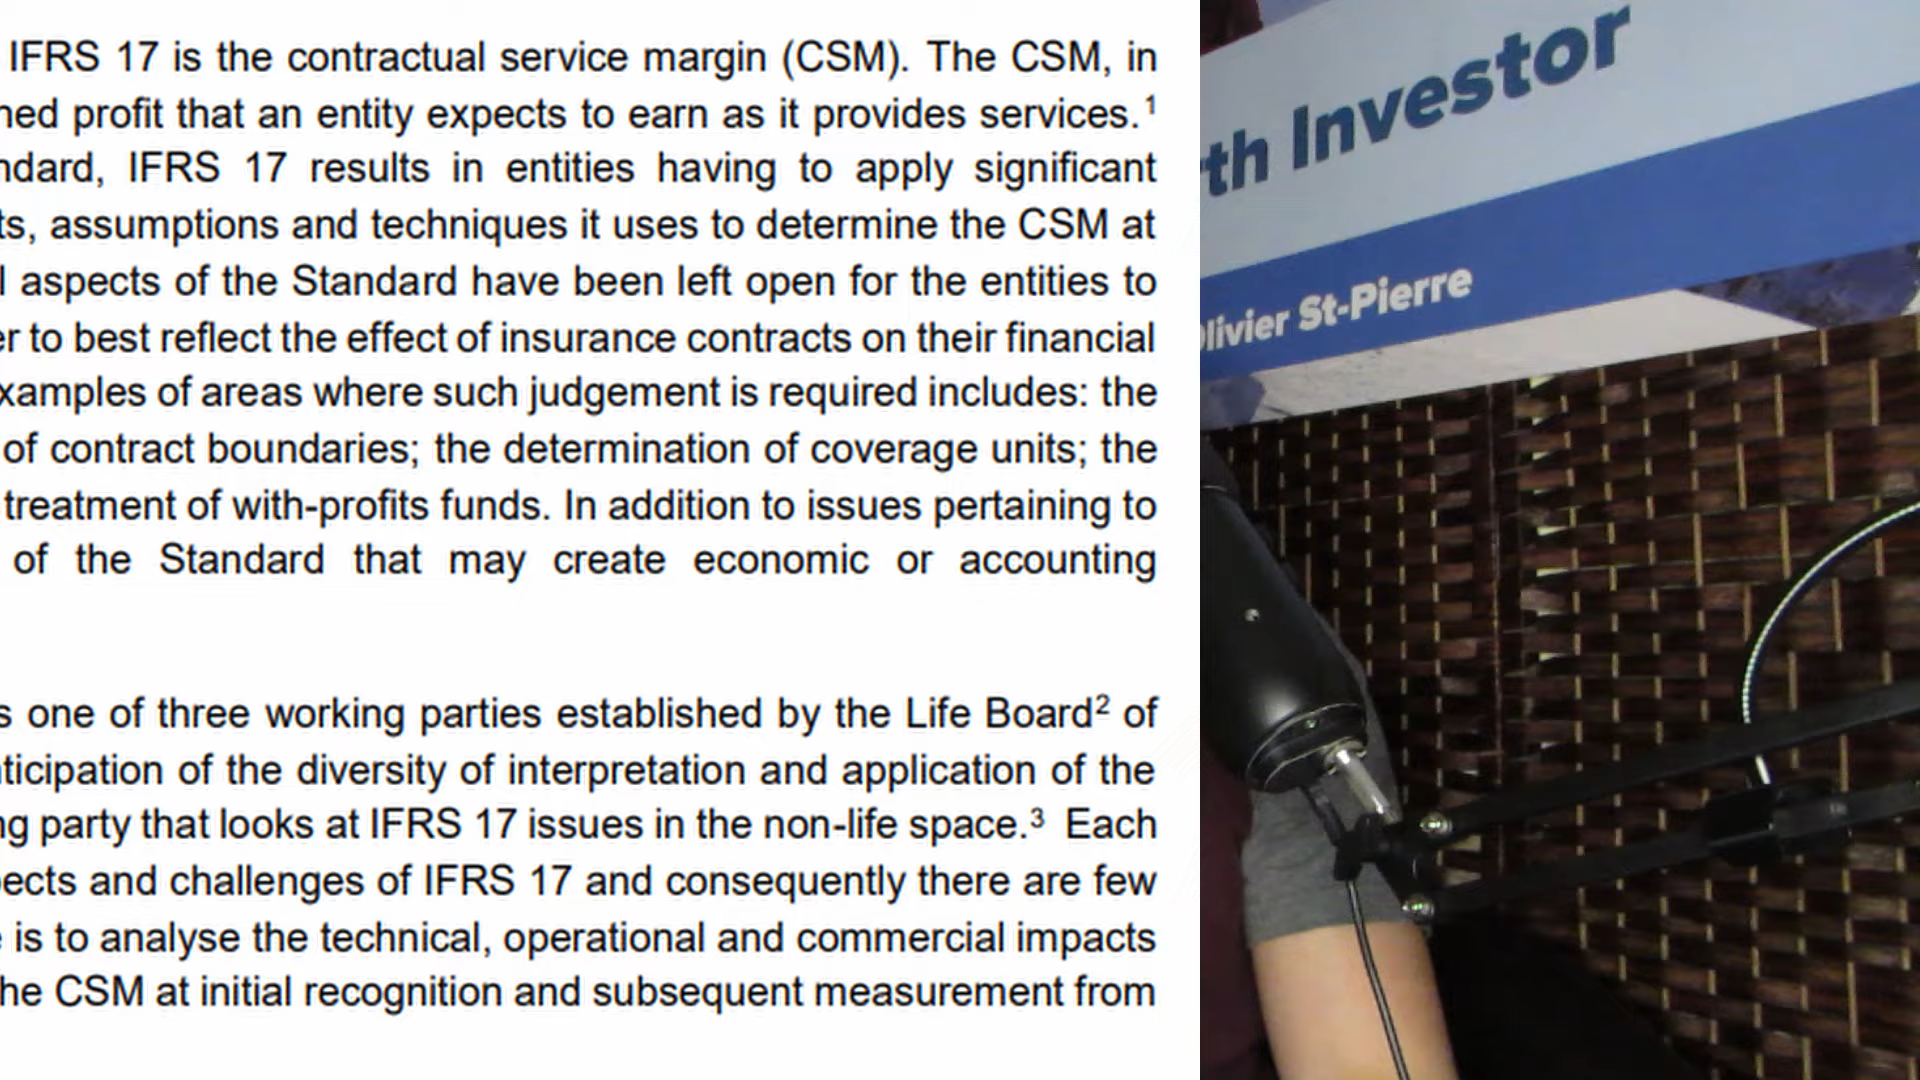 IFRS 17 is the contractual service margin (CSM). The CSM, in
ned profit that an entity expects to earn as it provides services.¹
ndard, IFRS 17 results in entities having to apply significant
ts, assumptions and techniques it uses to determine the CSM at
l aspects of the Standard have been left open for the entities to
er to best reflect the effect of insurance contracts on their financial
xamples of areas where such judgement is required includes: the
of contract boundaries; the determination of coverage units; the
treatment of with-profits funds. In addition to issues pertaining to
of the Standard that may create economic or accounting
s one of three working parties established by the Life Board² of
ticipation of the diversity of interpretation and application of the
ng party that looks at IFRS 17 issues in the non-life space.³ Each
pects and challenges of IFRS 17 and consequently there are few
is to analyse the technical, operational and commercial impacts
he CSM at initial recognition and subsequent measurement from
th Investor
livier St-Pierre